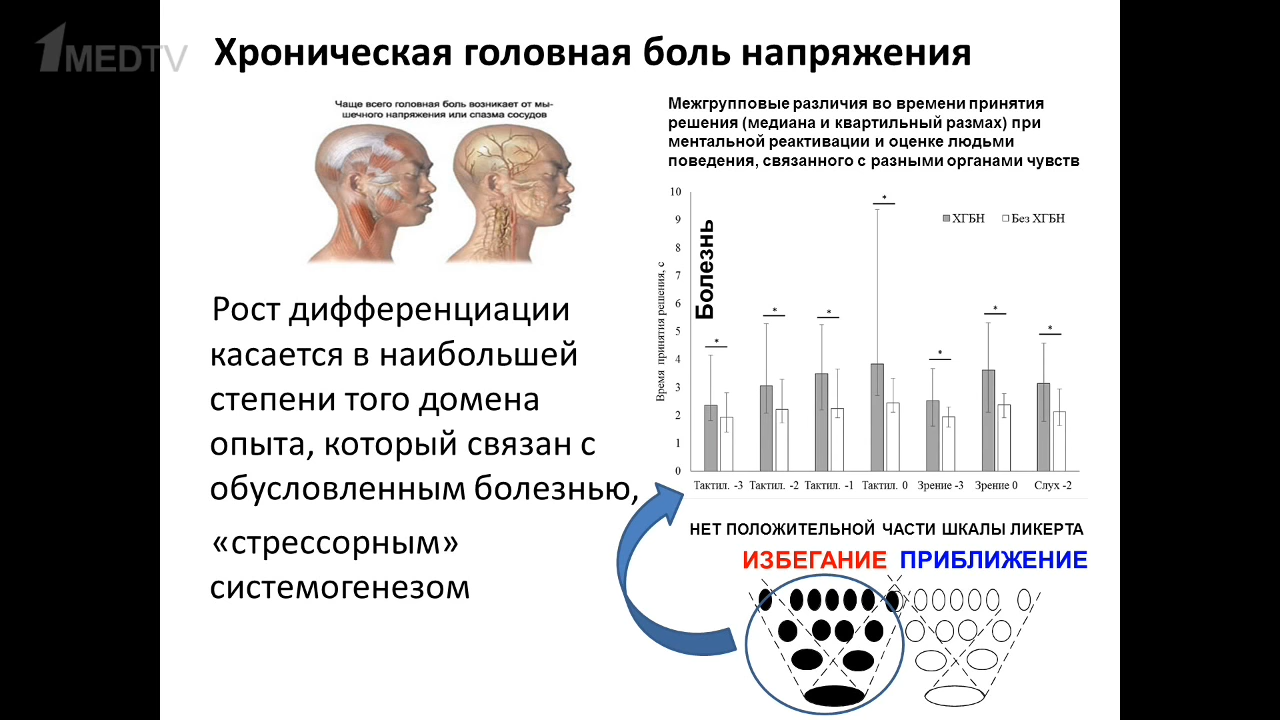 1MEDTV
Хроническая головная боль напряжения
Чаще всего головная боль возникает от мы-
шечного напряжения или спазма сосудов
Рост дифференциации
касается в наибольшей
степени того домена
опыта, который связан с
обусловленным болезнью,
«стрессорным»
системогенезом
Межгрупповые различия во времени принятия
решения (медиана и квартильный размах) при
ментальной реактивации и оценке людьми
поведения, связанного с разными органами чувств
Болезнь
Время принятия решения, с
10
9
8
7
6
5
4
3
2
1
0
ХГБН Без ХГБН
* * * * * * *
Тактил. -3 Тактил. -2 Тактил. -1 Тактил. 0 Зрение -3 Зрение 0 Слух -2
НЕТ ПОЛОЖИТЕЛЬНОЙ ЧАСТИ ШКАЛЫ ЛИКЕРТА
ИЗБЕГАНИЕ ПРИБЛИЖЕНИЕ